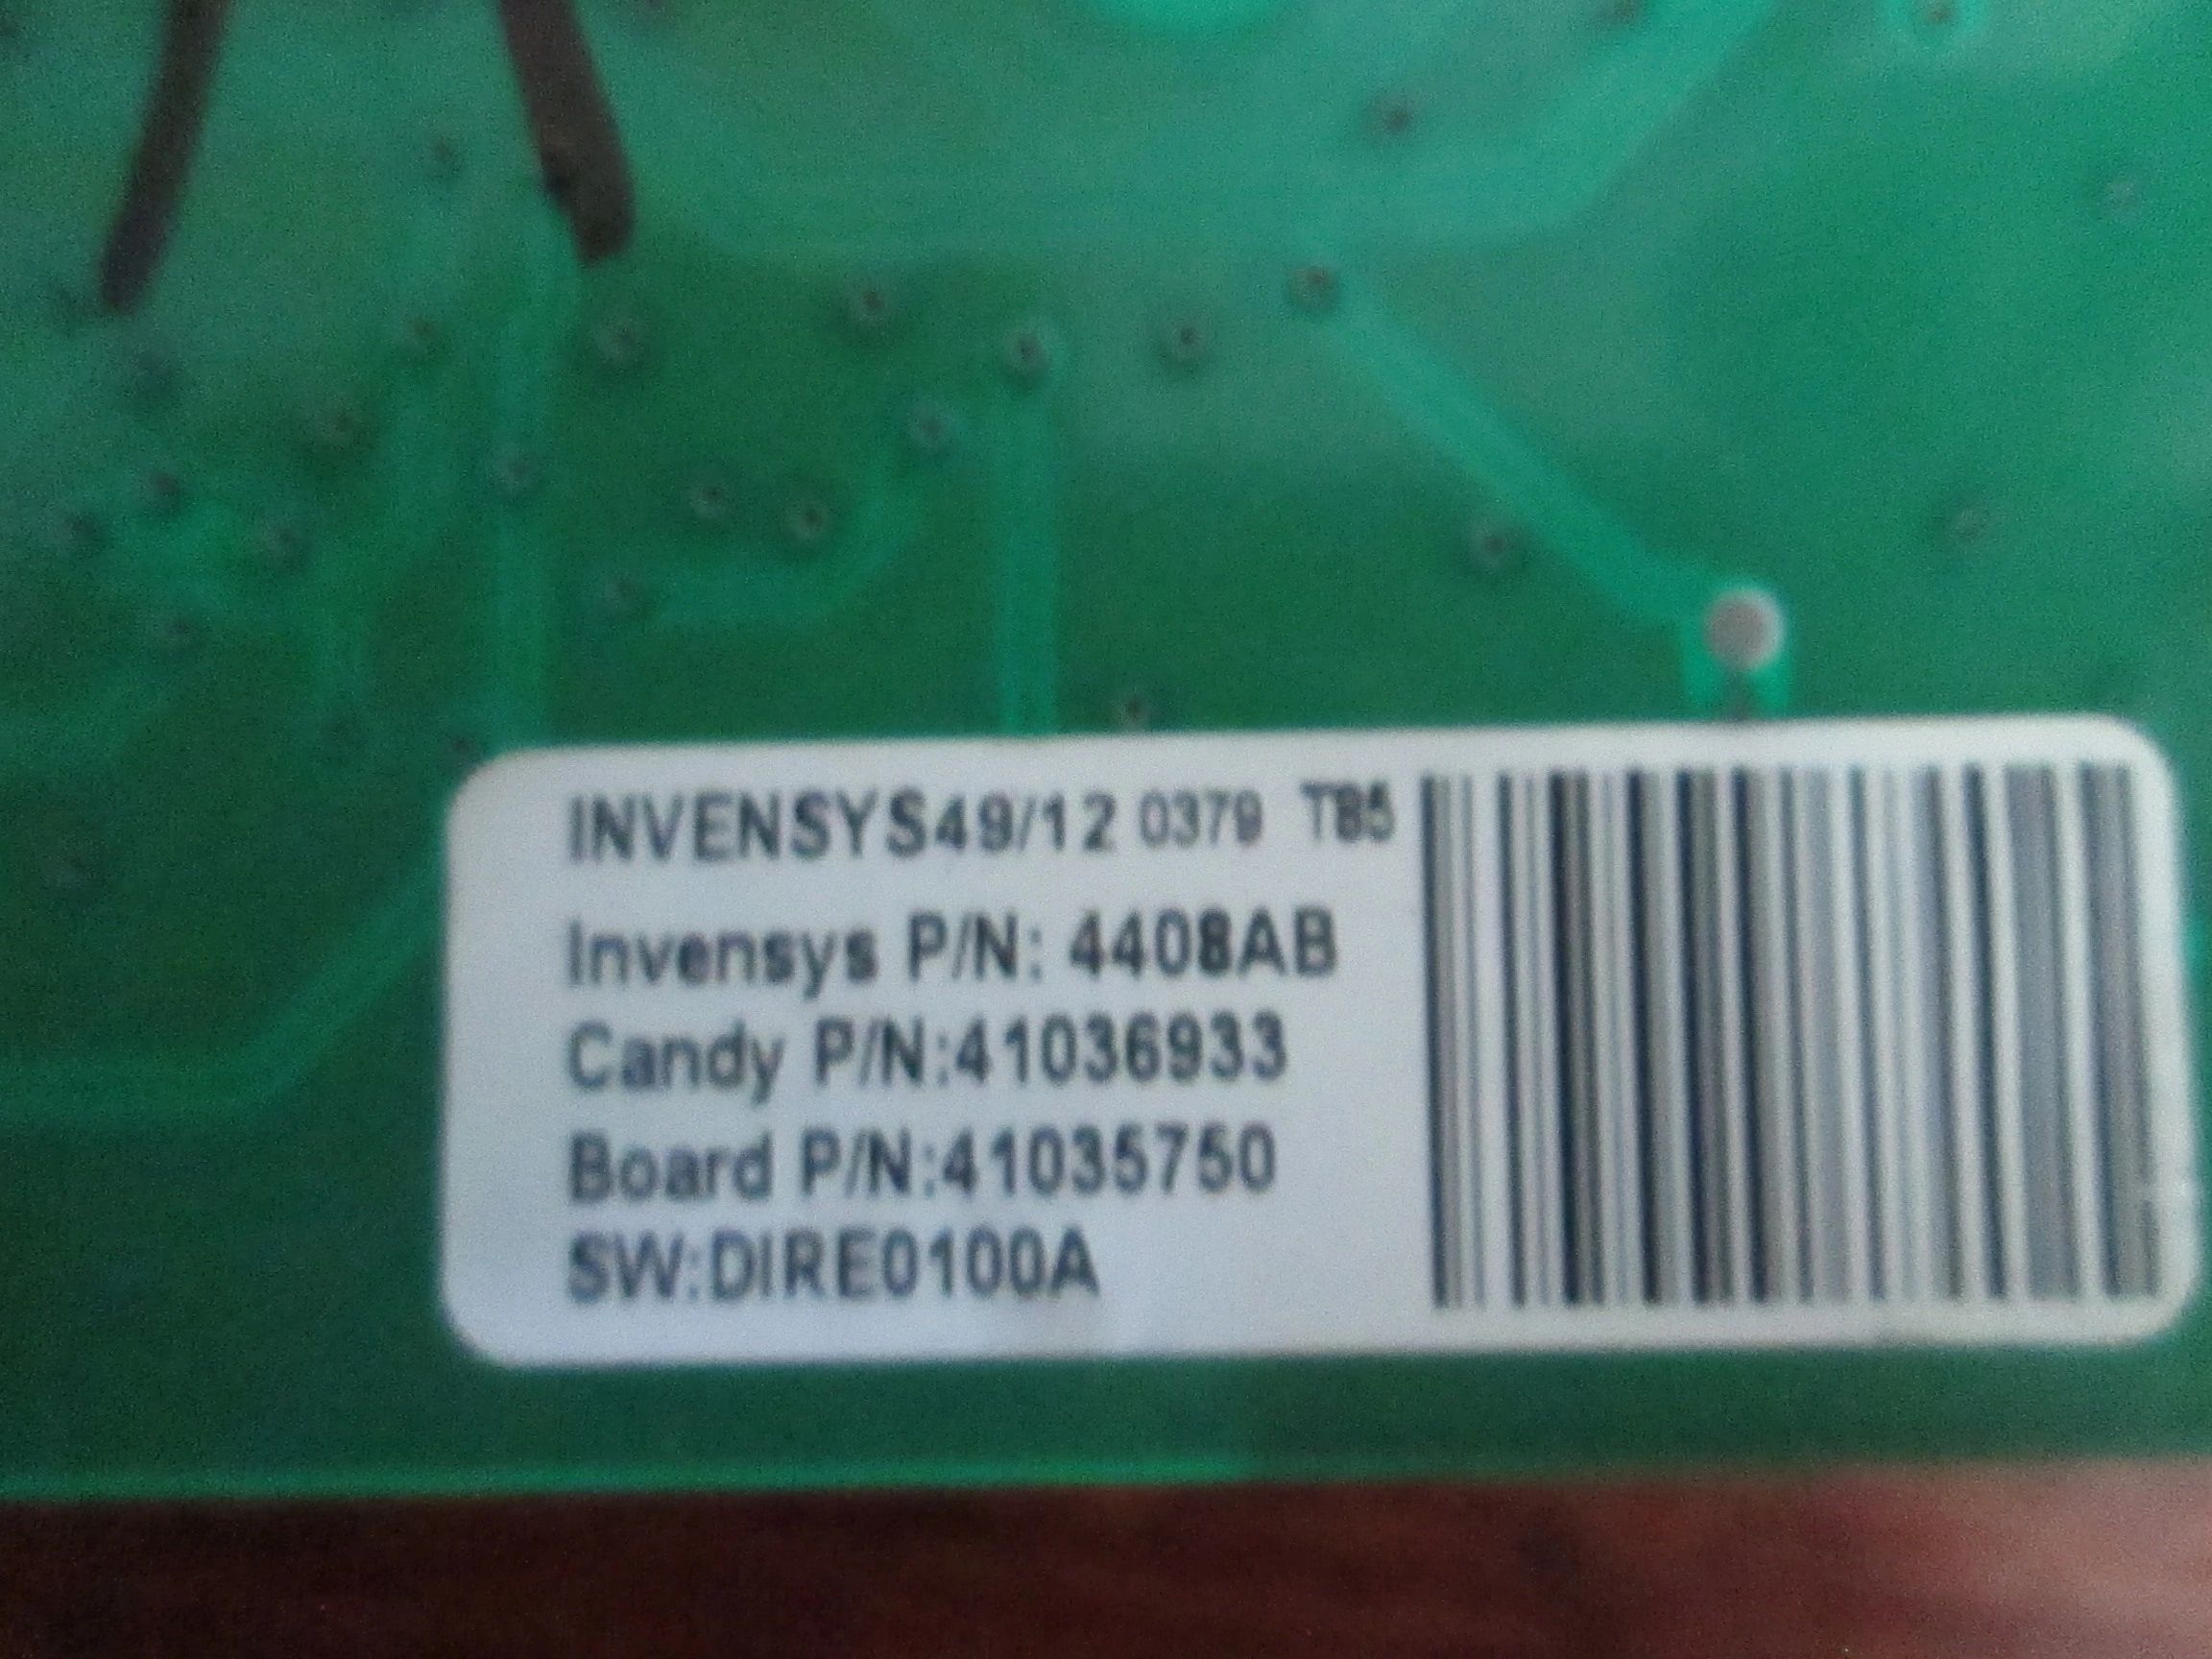 INVENSYS49/12 0379 T85
Invensys P/N: 4408AB
Candy P/N:41036933
Board P/N:41035750
SW:DIRE0100A